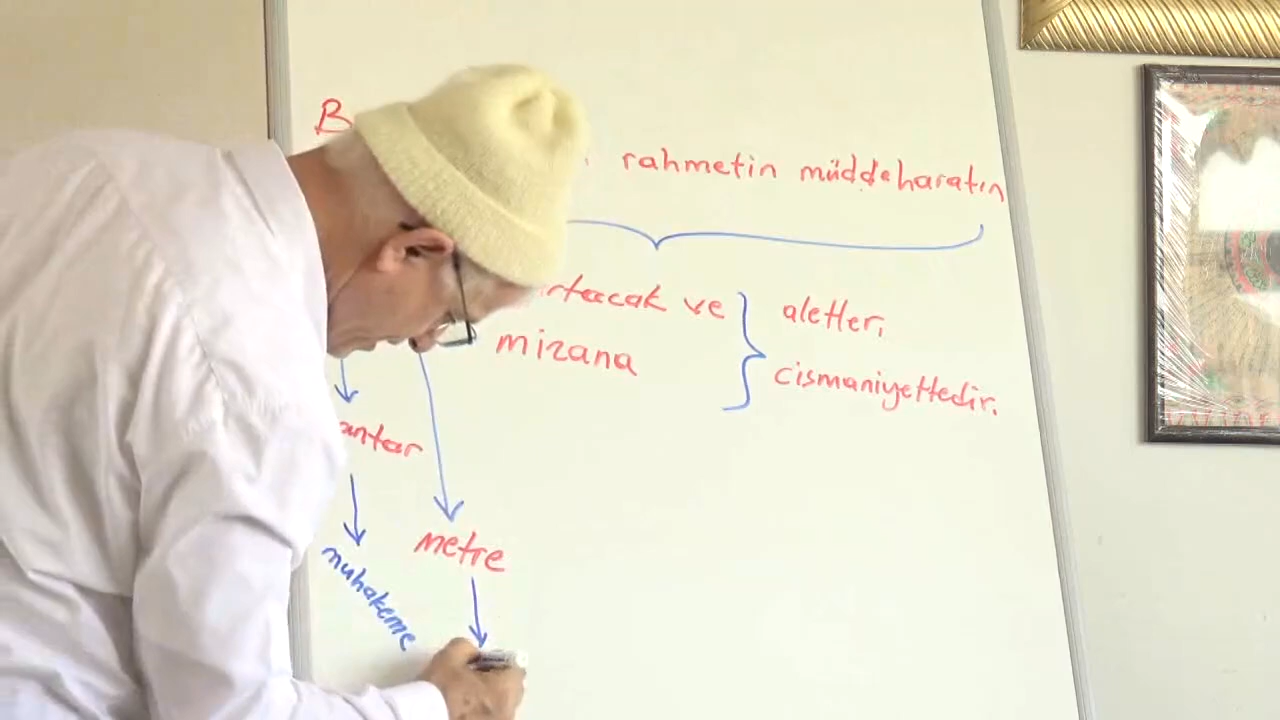 B
rahmetin müddeharatın
rtacak ve
mizana
aletleri
cismaniyettedir.
antar
metre
muhakeme